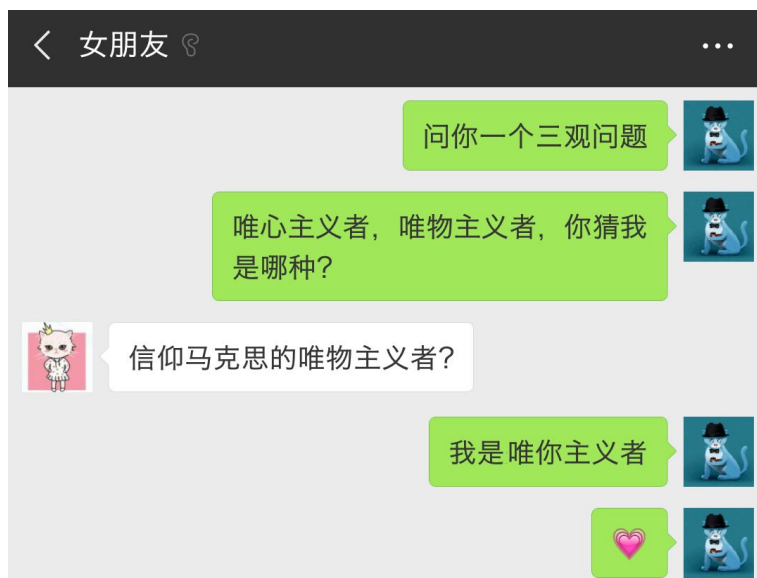 女朋友
问你一个三观问题
唯心主义者，唯物主义者，你猜我
是哪种？
信仰马克思的唯物主义者？
我是唯你主义者